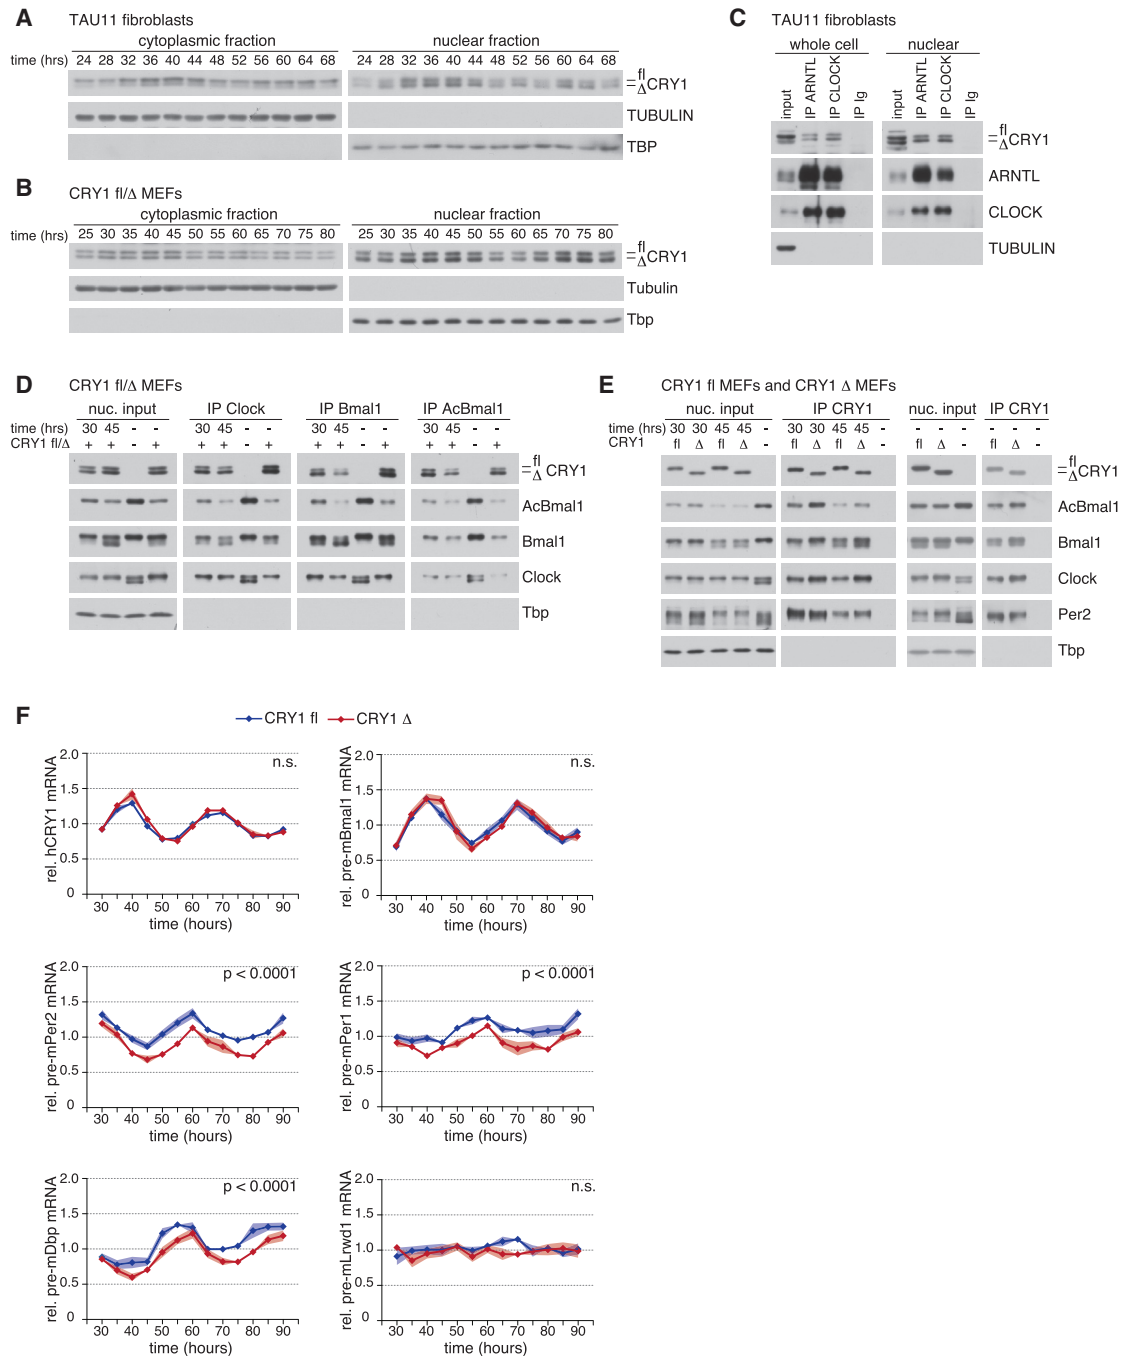 A
TAU11 fibroblasts
cytoplasmic fraction
nuclear fraction
time (hrs) 24 28 32 36 40 44 48 52 56 60 64 68
24 28 32 36 40 44 48 52 56 60 64 68
fl
Δ CRY1
TUBULIN
TBP
B
CRY1 fl/Δ MEFs
cytoplasmic fraction
nuclear fraction
time (hrs) 25 30 35 40 45 50 55 60 65 70 75 80
25 30 35 40 45 50 55 60 65 70 75 80
fl
Δ CRY1
Tubulin
Tbp
C
TAU11 fibroblasts
whole cell
nuclear
input
IP ARNTL
IP CLOCK
IP Ig
input
IP ARNTL
IP CLOCK
IP Ig
fl
Δ CRY1
ARNTL
CLOCK
TUBULIN
D
CRY1 fl/Δ MEFs
nuc. input
IP Clock
IP Bmal1
IP AcBmal1
time (hrs) 30 45 - -
30 45 - -
30 45 - -
30 45 - -
CRY1 fl/Δ + + - +
+ + - +
+ + - +
+ + - +
fl
Δ CRY1
AcBmal1
Bmal1
Clock
Tbp
E
CRY1 fl MEFs and CRY1 Δ MEFs
nuc. input
IP CRY1
nuc. input
IP CRY1
time (hrs) 30 30 45 45 -
30 30 45 45 -
- - -
- - -
CRY1 fl Δ fl Δ -
fl Δ fl Δ -
fl Δ -
fl Δ -
fl
Δ CRY1
AcBmal1
Bmal1
Clock
Per2
Tbp
F
CRY1 fl
CRY1 Δ
rel. hCRY1 mRNA
2.0
1.5
1.0
0.5
0
n.s.
30 40 50 60 70 80 90
time (hours)
rel. pre-mBmal1 mRNA
2.0
1.5
1.0
0.5
0
n.s.
30 40 50 60 70 80 90
time (hours)
rel. pre-mPer2 mRNA
2.0
1.5
1.0
0.5
0
p < 0.0001
30 40 50 60 70 80 90
time (hours)
rel. pre-mPer1 mRNA
2.0
1.5
1.0
0.5
0
p < 0.0001
30 40 50 60 70 80 90
time (hours)
rel. pre-mDbp mRNA
2.0
1.5
1.0
0.5
0
p < 0.0001
30 40 50 60 70 80 90
time (hours)
rel. pre-mLrwd1 mRNA
2.0
1.5
1.0
0.5
0
n.s.
30 40 50 60 70 80 90
time (hours)